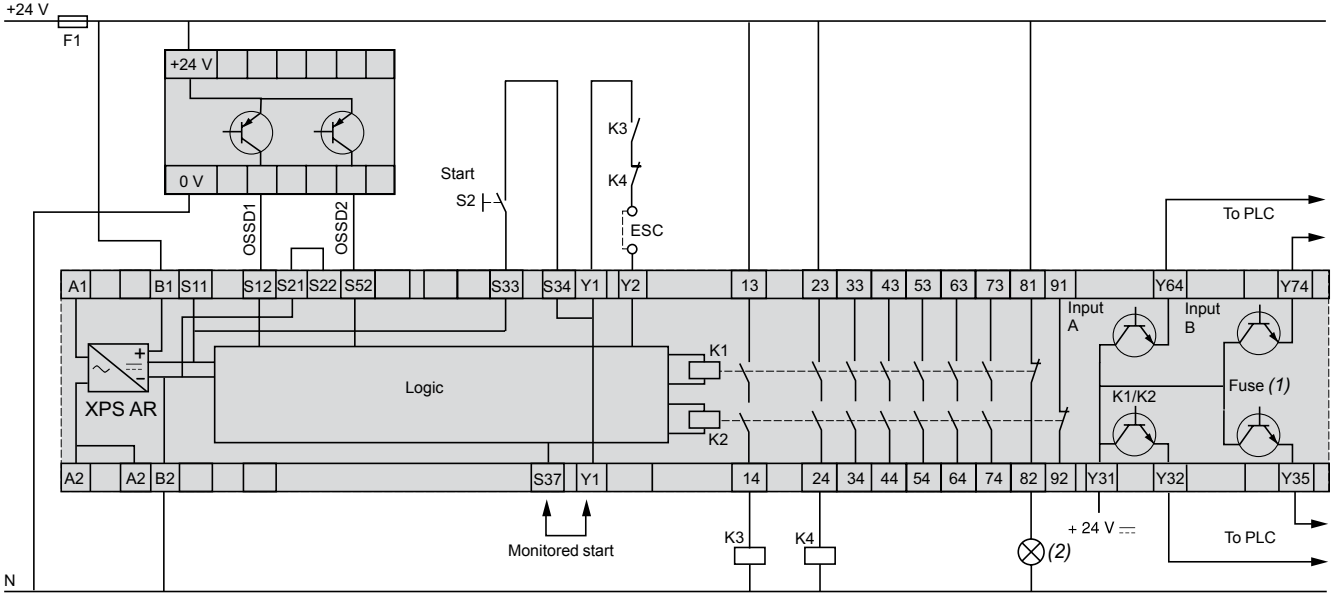 +24 V
F1
+24 V
0 V
OSSD1
OSSD2
Start
S2
K3
K4
ESC
To PLC
A1 B1 S11 S12 S21 S22 S52 S33 S34 Y1 Y2 13 23 33 43 53 63 73 81 91 Y64 Y74
Input
A
Input
B
+
–
~
XPS AR
Logic
K1
K2
K1/K2
Fuse (1)
A2 A2 B2 S37 Y1 14 24 34 44 54 64 74 82 92 Y31 Y32 Y35
Monitored start
K3
K4
(2)
+ 24 V
To PLC
N